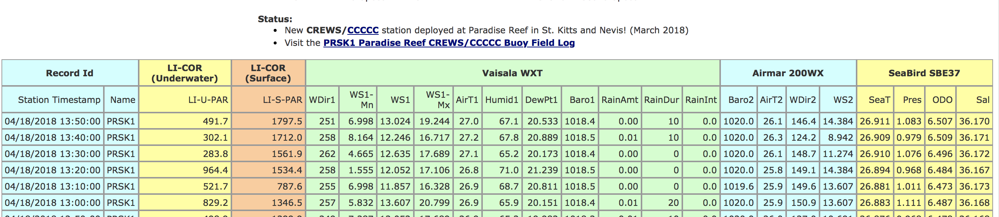 Status:
• New CREWS/CCCCC station deployed at Paradise Reef in St. Kitts and Nevis! (March 2018)
• Visit the PRSK1 Paradise Reef CREWS/CCCCC Buoy Field Log
Record Id LI-COR (Underwater) LI-COR (Surface) Vaisala WXT Airmar 200WX SeaBird SBE37
Station Timestamp Name LI-U-PAR LI-S-PAR WDir1 WS1-Mn WS1 WS1-Mx AirT1 Humid1 DewPt1 Baro1 RainAmt RainDur RainInt Baro2 AirT2 WDir2 WS2 SeaT Pres ODO Sal
04/18/2018 13:50:00 PRSK1 491.7 1797.5 251 6.998 13.024 19.244 27.0 67.1 20.533 1018.4 0.00 10 0.0 1020.0 26.1 146.4 14.384 26.911 1.083 6.507 36.170
04/18/2018 13:40:00 PRSK1 302.1 1712.0 258 8.164 12.246 16.717 27.2 67.8 20.889 1018.5 0.01 10 0.0 1020.0 26.3 124.2 8.942 26.909 0.979 6.509 36.171
04/18/2018 13:30:00 PRSK1 283.8 1561.9 262 4.665 12.635 17.689 27.1 65.2 20.173 1018.4 0.00 0 0.0 1020.0 26.1 148.7 11.274 26.910 1.076 6.496 36.172
04/18/2018 13:20:00 PRSK1 964.4 1534.4 258 1.555 12.052 17.106 26.8 71.0 21.239 1018.5 0.00 0 0.0 1020.0 25.8 149.1 14.384 26.894 0.968 6.484 36.167
04/18/2018 13:10:00 PRSK1 521.7 787.6 255 6.998 11.857 16.328 26.9 68.7 20.811 1018.5 0.00 0 0.0 1019.6 25.9 149.6 13.607 26.881 1.011 6.473 36.173
04/18/2018 13:00:00 PRSK1 829.2 1346.5 257 5.832 13.607 20.799 26.9 65.9 20.151 1018.4 0.01 20 0.0 1020.0 25.9 150.9 13.607 26.883 1.111 6.487 36.168